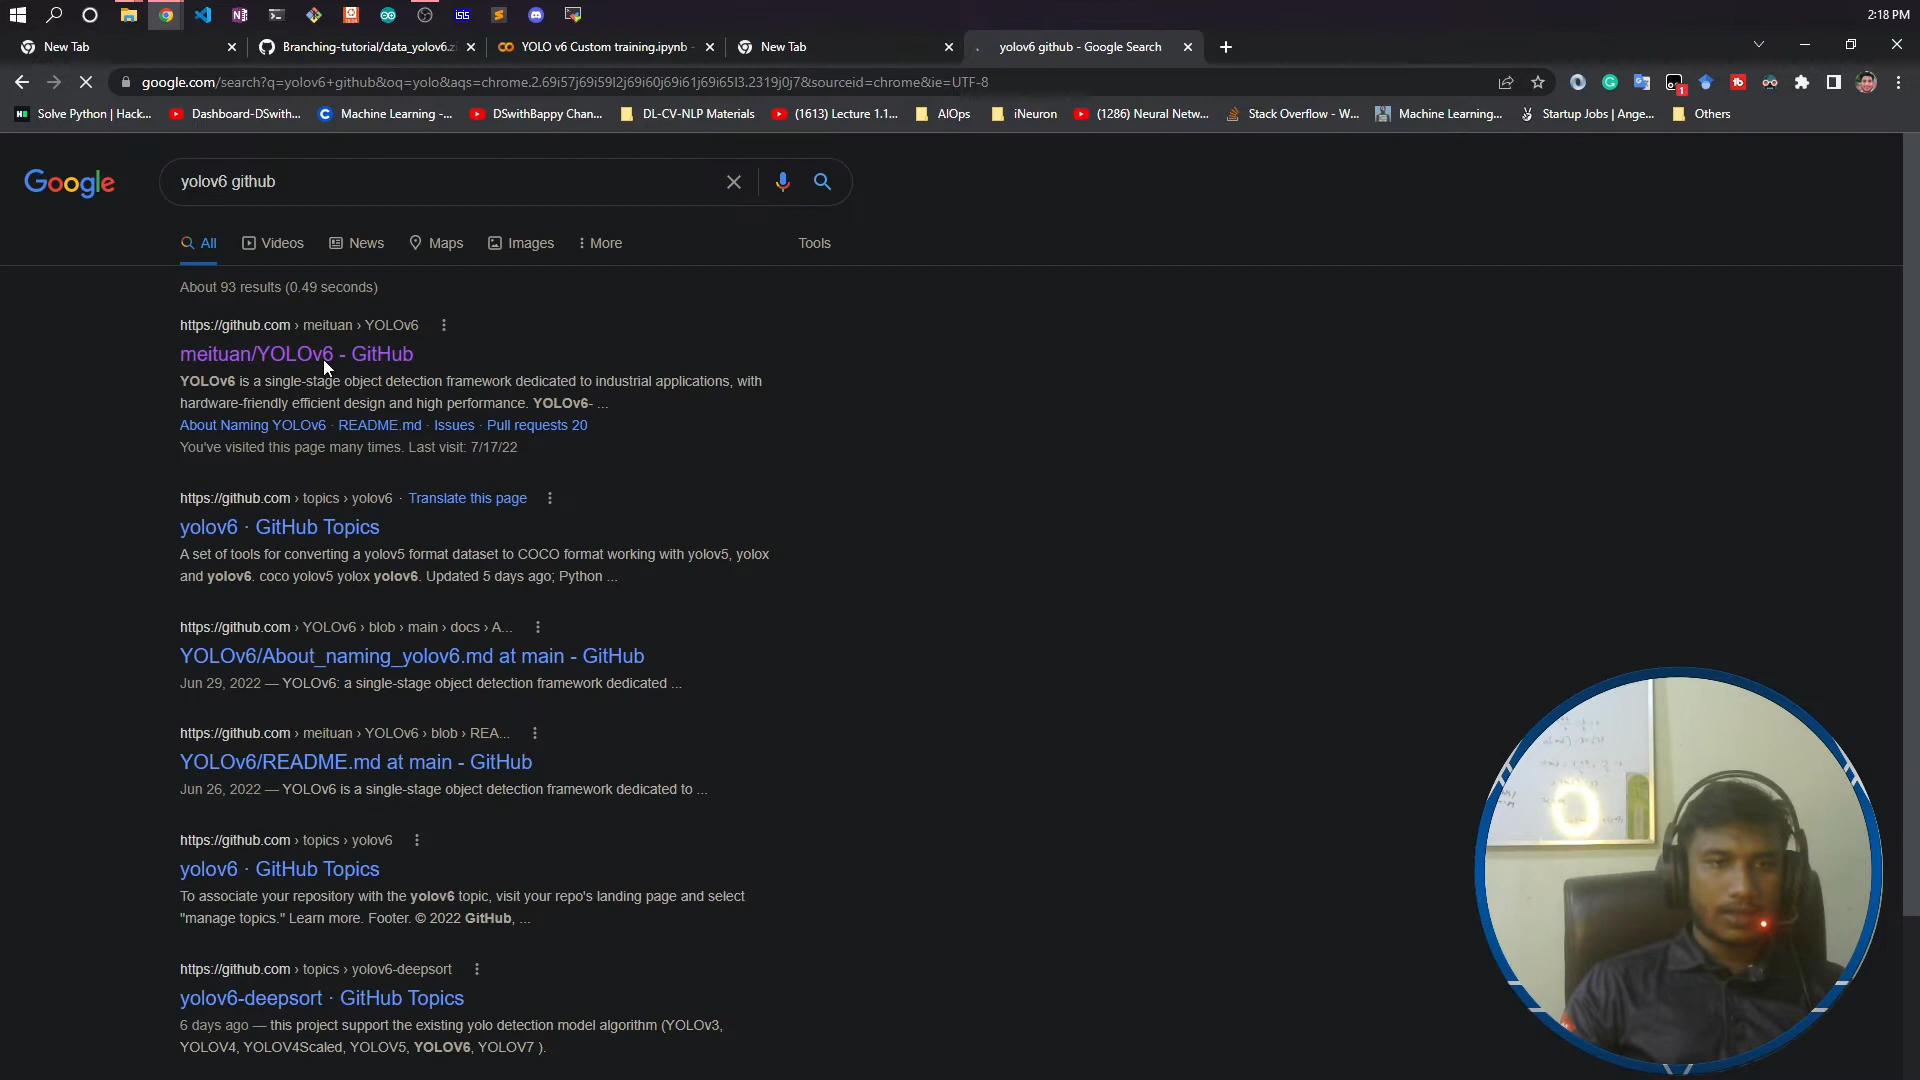 2:18 PM
New Tab
Branching-tutorial/data_yolov6.zi
YOLO v6 Custom training.ipynb -
New Tab
yolov6 github - Google Search
google.com/search?q=yolov6+github&oq=yolo&aqs=chrome.2.69i57j69i59l2j69i60j69i61j69i65l3.2319j0j7&sourceid=chrome&ie=UTF-8
1
Solve Python | Hack...
Dashboard-DSwith...
Machine Learning -...
DSwithBappy Chan...
DL-CV-NLP Materials
(1613) Lecture 1.1...
AIOps
iNeuron
(1286) Neural Netw...
Stack Overflow - W...
Machine Learning...
Startup Jobs | Ange...
Others
Google
yolov6 github
All
Videos
News
Maps
Images
More
Tools
About 93 results (0.49 seconds)
https://github.com › meituan › YOLOv6
meituan/YOLOv6 - GitHub
YOLOv6 is a single-stage object detection framework dedicated to industrial applications, with
hardware-friendly efficient design and high performance. YOLOv6- ...
About Naming YOLOv6 · README.md · Issues · Pull requests 20
You've visited this page many times. Last visit: 7/17/22
https://github.com › topics › yolov6 · Translate this page
yolov6 · GitHub Topics
A set of tools for converting a yolov5 format dataset to COCO format working with yolov5, yolox
and yolov6. coco yolov5 yolox yolov6. Updated 5 days ago; Python ...
https://github.com › YOLOv6 › blob › main › docs › A...
YOLOv6/About_naming_yolov6.md at main - GitHub
Jun 29, 2022 — YOLOv6: a single-stage object detection framework dedicated ...
https://github.com › meituan › YOLOv6 › blob › REA...
YOLOv6/README.md at main - GitHub
Jun 26, 2022 — YOLOv6 is a single-stage object detection framework dedicated to ...
https://github.com › topics › yolov6
yolov6 · GitHub Topics
To associate your repository with the yolov6 topic, visit your repo's landing page and select
"manage topics." Learn more. Footer. © 2022 GitHub, ...
https://github.com › topics › yolov6-deepsort
yolov6-deepsort · GitHub Topics
6 days ago — this project support the existing yolo detection model algorithm (YOLOv3,
YOLOV4, YOLOV4Scaled, YOLOV5, YOLOV6, YOLOV7 ).